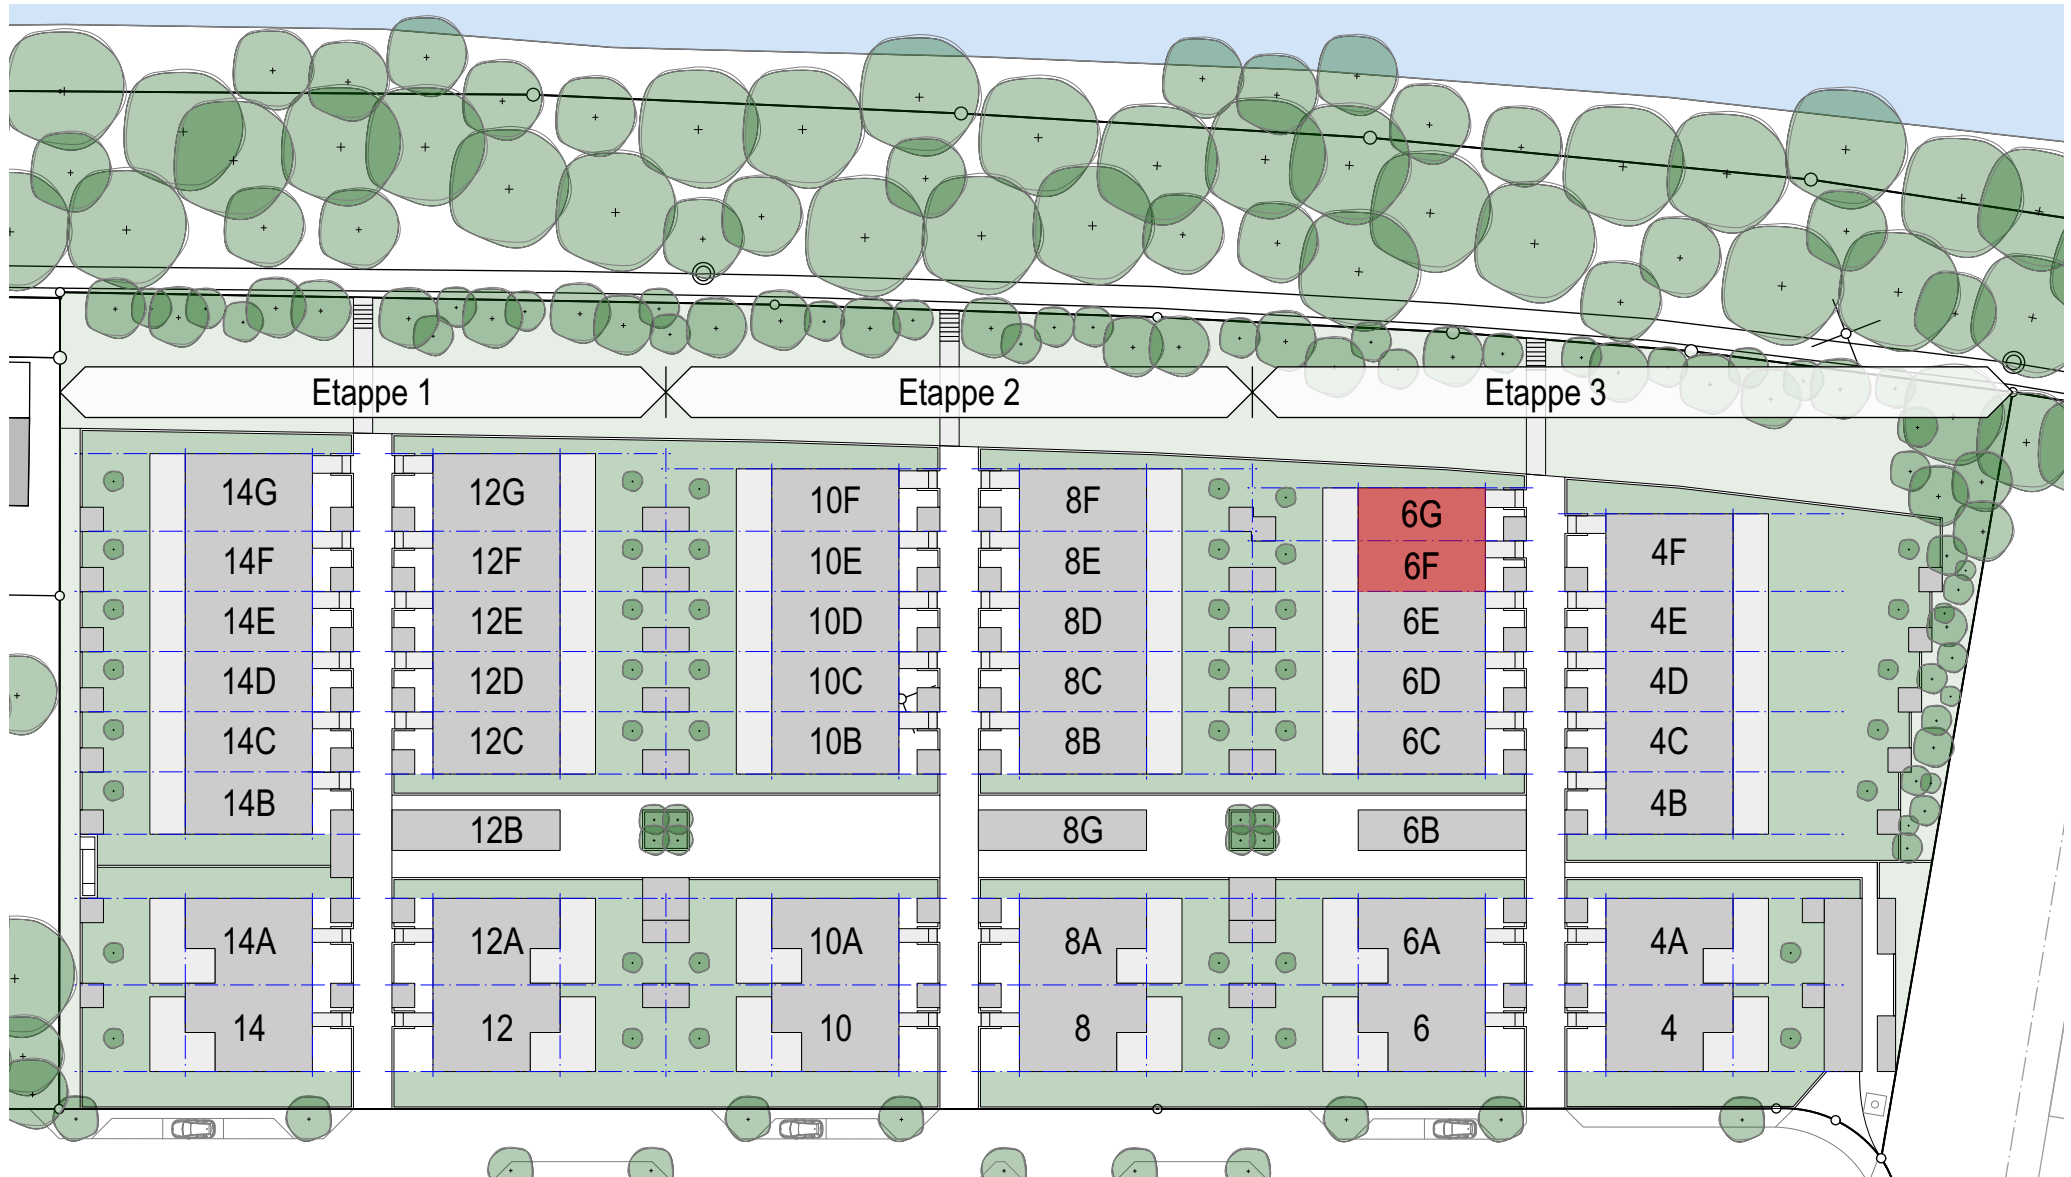 Etappe 1 Etappe 2 Etappe 3
14G 12G 10F 8F 6G 4F
14F 12F 10E 8E 6F 4E
14E 12E 10D 8D 6E 4D
14D 12D 10C 8C 6D 4C
14C 12C 10B 8B 6C 4B
14B 12B 8G 6B
14A 12A 10A 8A 6A 4A
14 12 10 8 6 4